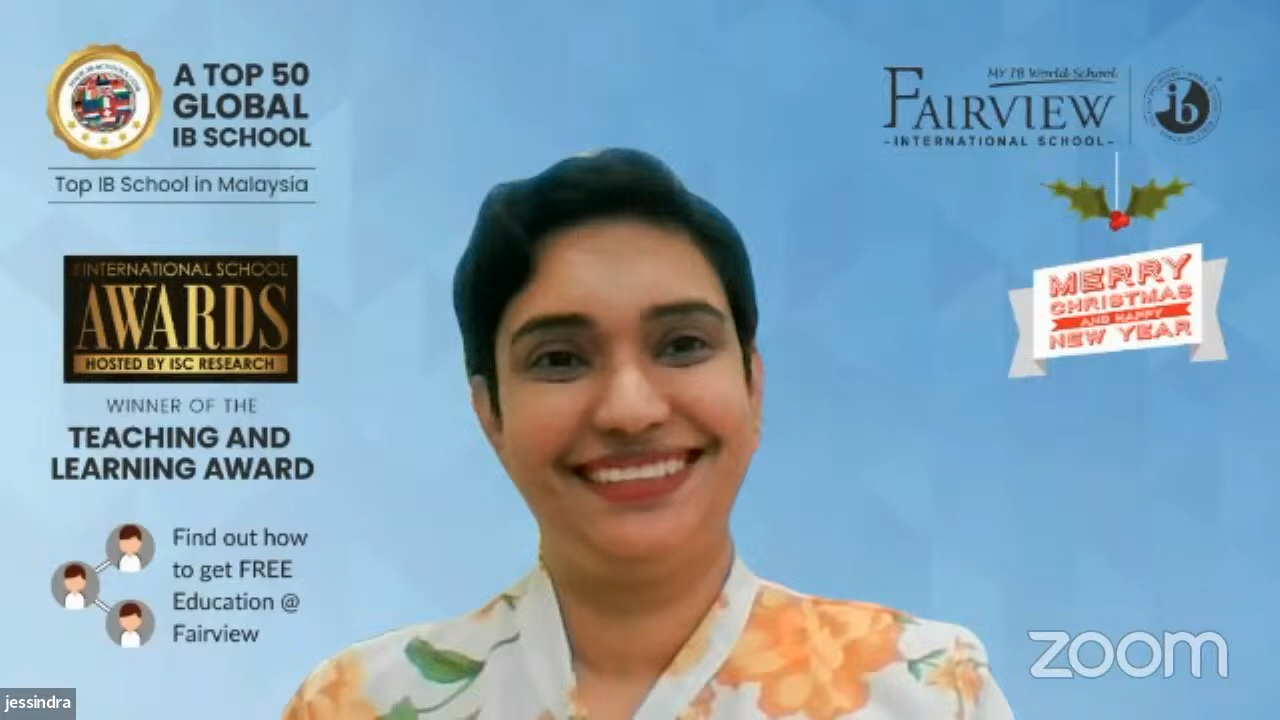 A TOP 50
GLOBAL
IB SCHOOL
Top IB School in Malaysia
INTERNATIONAL SCHOOL
AWARDS
HOSTED BY ISC RESEARCH
WINNER OF THE
TEACHING AND
LEARNING AWARD
Find out how
to get FREE
Education @
Fairview
MY IB World School
FAIRVIEW
-INTERNATIONAL SCHOOL-
ib
MERRY
CHRISTMAS
AND HAPPY
NEW YEAR
zoom
jessindra